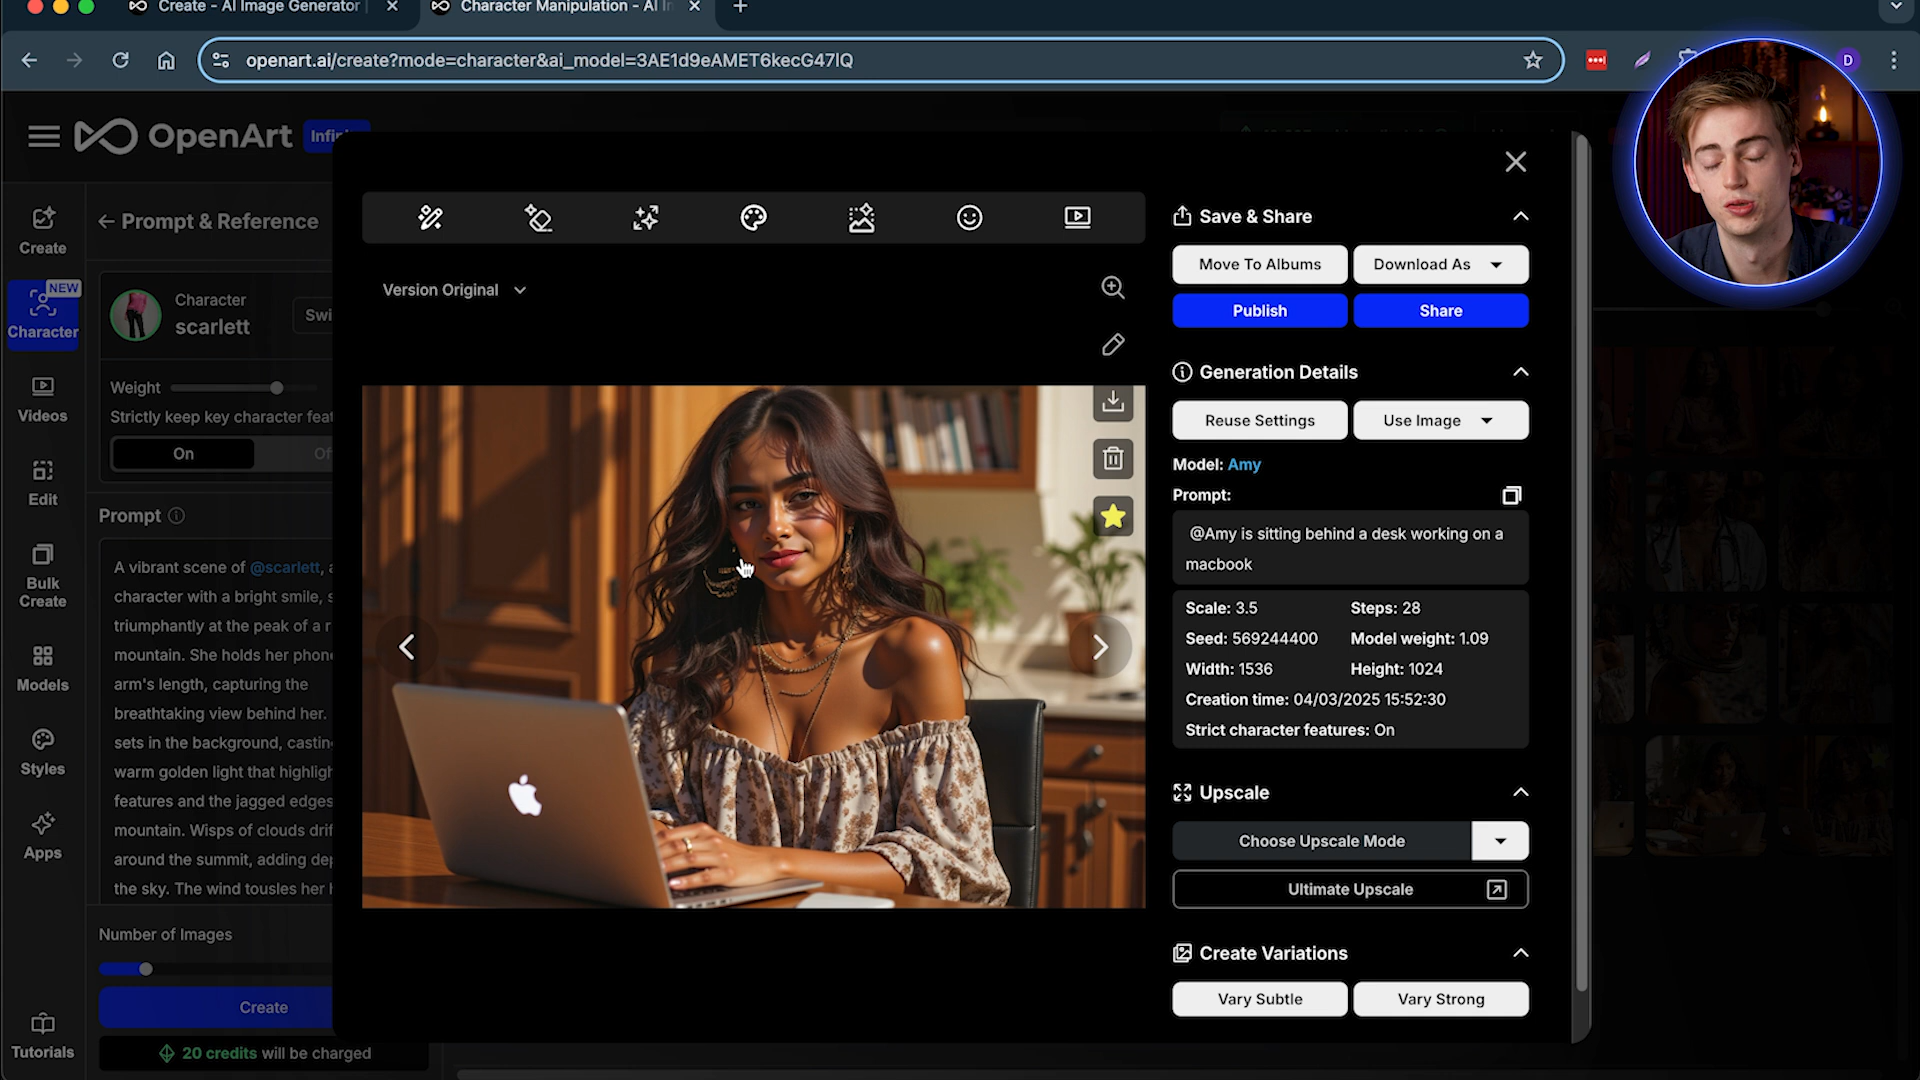 Create - AI Image Generator
Character Manipulation - AI In
openart.ai/create?mode=character&ai_model=3AE1d9eAMET6kecG47lQ
D
OpenArt
Infi
Create
NEW
Character
Videos
Edit
Bulk
Create
Models
Styles
Apps
Tutorials
Prompt & Reference
Character
scarlett
Swi
Weight
Strictly keep key character feat
On
Of
Prompt
A vibrant scene of @scarlett, a
character with a bright smile, s
triumphantly at the peak of a r
mountain. She holds her phone
arm's length, capturing the
breathtaking view behind her.
sets in the background, casting
warm golden light that highligh
features and the jagged edges
mountain. Wisps of clouds drif
around the summit, adding dep
the sky. The wind tousles her h
Number of Images
Create
20 credits will be charged
Version Original
Save & Share
Move To Albums
Download As
Publish
Share
Generation Details
Reuse Settings
Use Image
Model: Amy
Prompt:
@Amy is sitting behind a desk working on a
macbook
Scale: 3.5
Steps: 28
Seed: 569244400
Model weight: 1.09
Width: 1536
Height: 1024
Creation time: 04/03/2025 15:52:30
Strict character features: On
Upscale
Choose Upscale Mode
Ultimate Upscale
Create Variations
Vary Subtle
Vary Strong